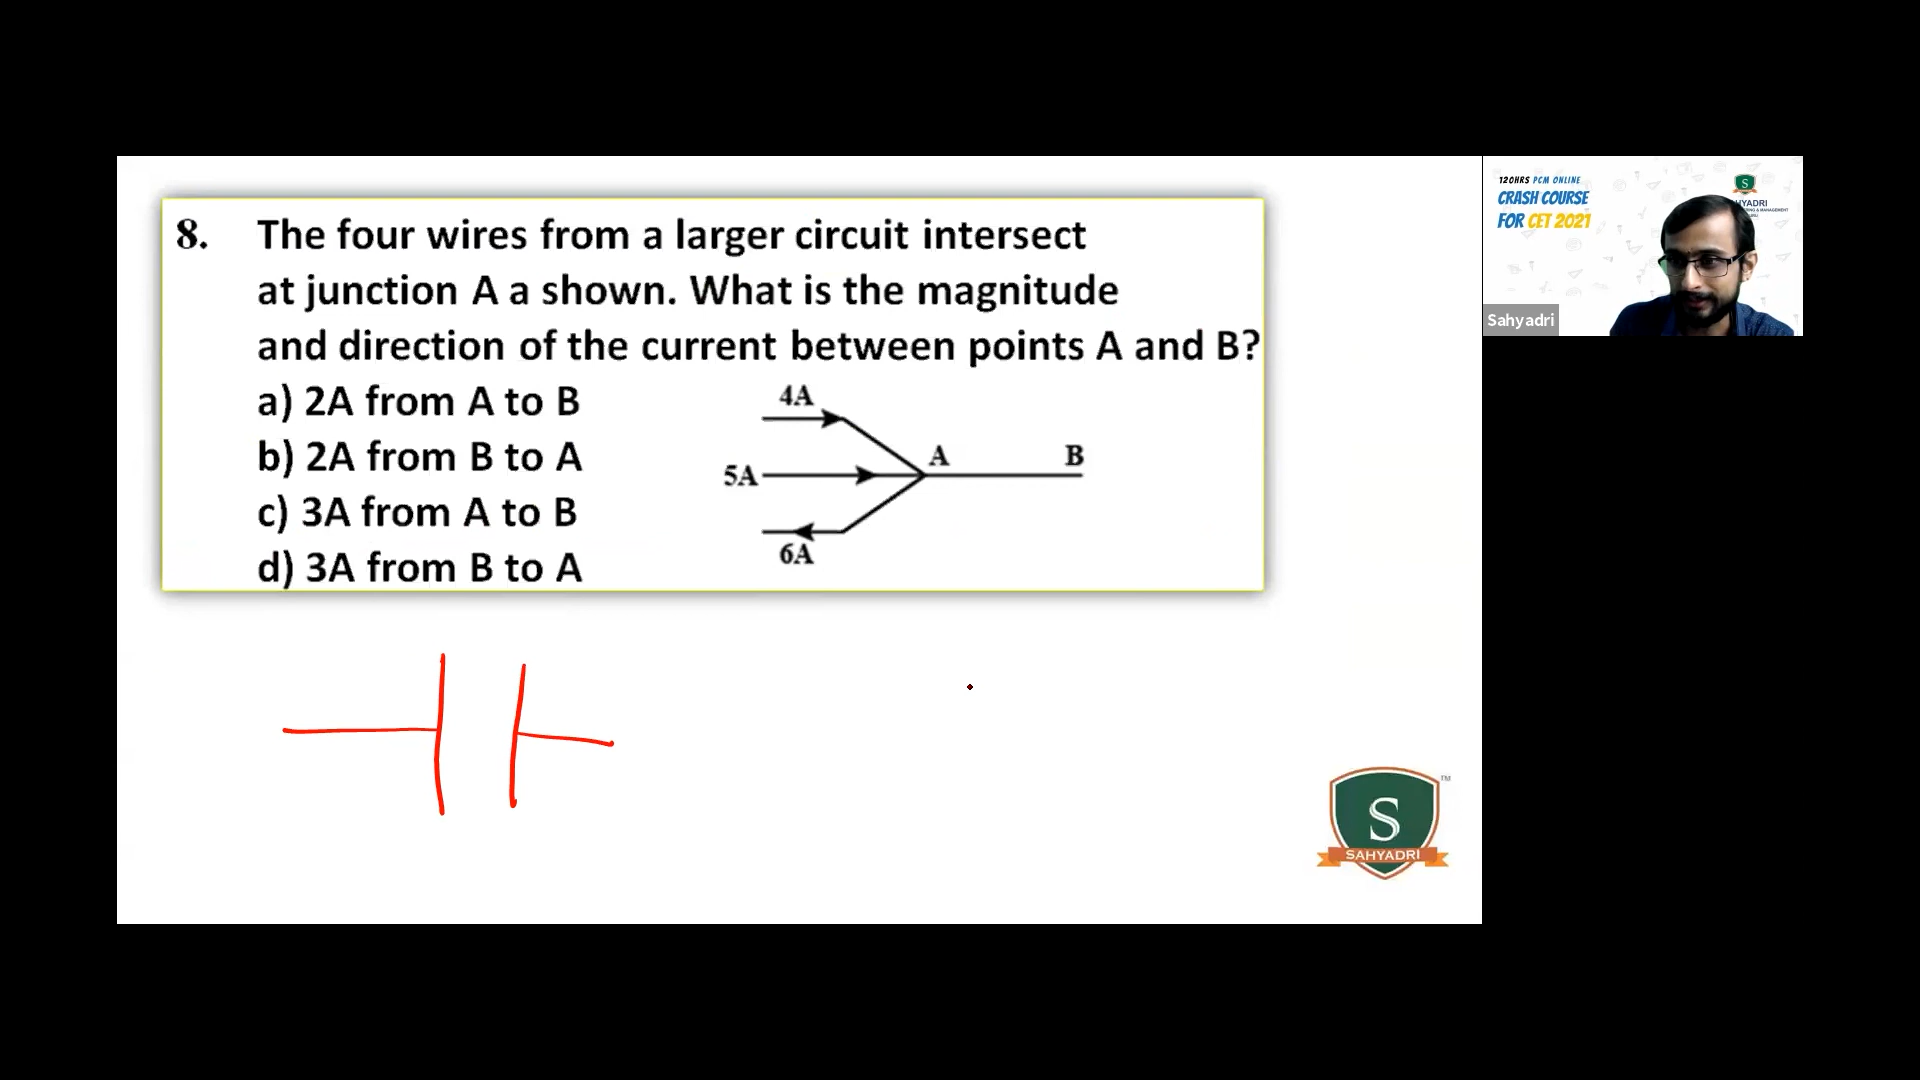 8. The four wires from a larger circuit intersect
at junction A a shown. What is the magnitude
and direction of the current between points A and B?
a) 2A from A to B
b) 2A from B to A
c) 3A from A to B
d) 3A from B to A
4A
A
B
5A
6A
S
SAHYADRI
TM
120HRS PCM ONLINE
CRASH COURSE
FOR CET 2021
S
HYADRI
Sahyadri